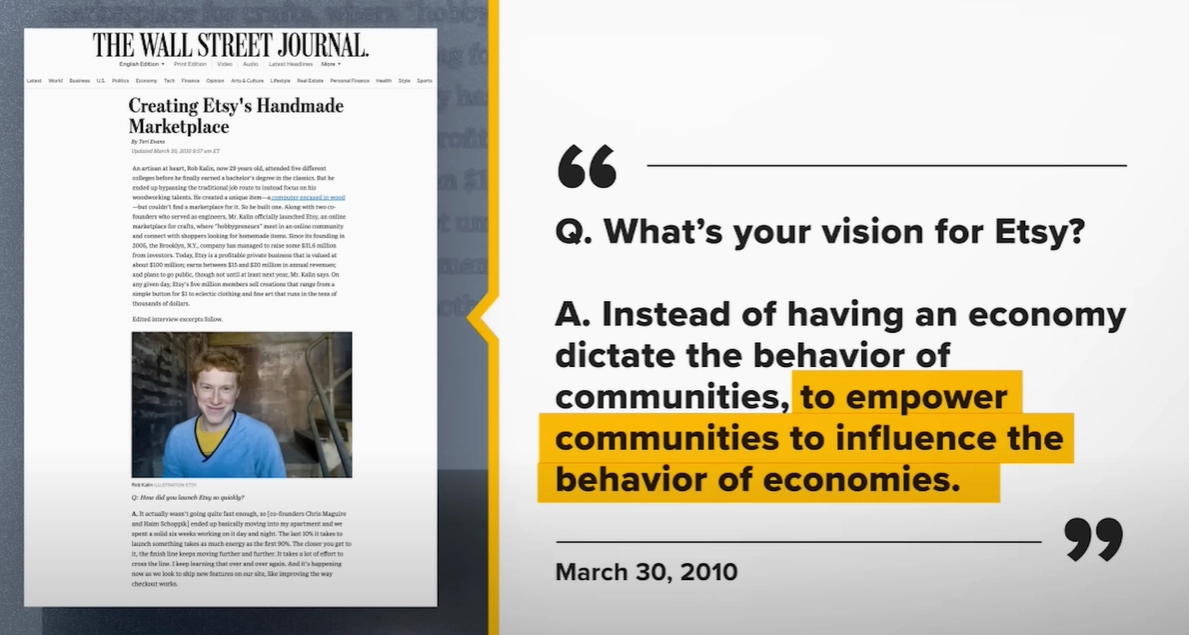 for crafts, where "hobby
THE WALL STREET JOURNAL.
English Edition Print Edition Video Audio Latest Headlines More
Latest World Business U.S. Politics Economy Tech Finance Opinion Arts & Culture Lifestyle Real Estate Personal Finance Health Style Sports
Creating Etsy's Handmade
Marketplace
By Teri Evans
Updated March 30, 2010 9:57 am ET
An artisan at heart, Rob Kalin, now 29 years old, attended five different
colleges before he finally earned a bachelor's degree in the classics. But he
ended up bypassing the traditional job route to instead focus on his
woodworking talents. He created a unique item—a computer encased in wood
—but couldn't find a marketplace for it. So he built one. Along with two co-
founders who served as engineers, Mr. Kalin officially launched Etsy, an online
marketplace for crafts, where "hobbypreneurs" meet in an online community
and connect with shoppers looking for homemade items. Since its founding in
2005, the Brooklyn, N.Y., company has managed to raise some $31.6 million
from investors. Today, Etsy is a profitable private business that is valued at
about $100 million; earns between $15 and $20 million in annual revenues;
and plans to go public, though not until at least next year, Mr. Kalin says. On
any given day, Etsy's five million members sell creations that range from a
simple button for $1 to eclectic clothing and fine art that runs in the tens of
thousands of dollars.
Edited interview excerpts follow.
Rob Kalin ILLUSTRATION: ETSY
Q: How did you launch Etsy so quickly?
A. It actually wasn't going quite fast enough, so [co-founders Chris Maguire
and Haim Schoppik] ended up basically moving into my apartment and we
spent a solid six weeks working on it day and night. The last 10% it takes to
launch something takes as much energy as the first 90%. The closer you get to
it, the finish line keeps moving further and further. It takes a lot of effort to
cross the line. I keep learning that over and over again. And it's happening
now as we look to ship new features on our site, like improving the way
checkout works.
“
Q. What's your vision for Etsy?
A. Instead of having an economy
dictate the behavior of
communities, to empower
communities to influence the
behavior of economies.
”
March 30, 2010